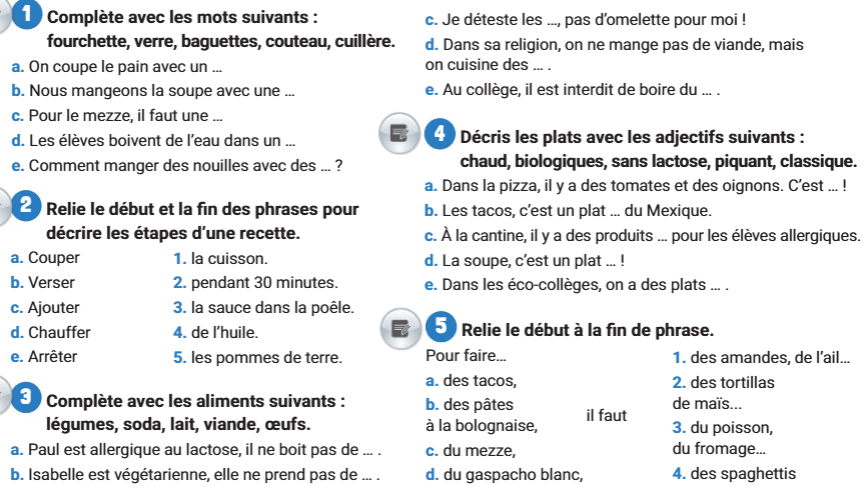 1 Complète avec les mots suivants :
fourchette, verre, baguettes, couteau, cuillère.
a. On coupe le pain avec un ...
b. Nous mangeons la soupe avec une ...
c. Pour le mezze, il faut une ...
d. Les élèves boivent de l'eau dans un ...
e. Comment manger des nouilles avec des ... ?
2 Relie le début et la fin des phrases pour
décrire les étapes d'une recette.
a. Couper 1. la cuisson.
b. Verser 2. pendant 30 minutes.
c. Ajouter 3. la sauce dans la poêle.
d. Chauffer 4. de l'huile.
e. Arrêter 5. les pommes de terre.
3 Complète avec les aliments suivants :
légumes, soda, lait, viande, œufs.
a. Paul est allergique au lactose, il ne boit pas de ... .
b. Isabelle est végétarienne, elle ne prend pas de ... .
c. Je déteste les ..., pas d'omelette pour moi !
d. Dans sa religion, on ne mange pas de viande, mais
on cuisine des ... .
e. Au collège, il est interdit de boire du ... .
4 Décris les plats avec les adjectifs suivants :
chaud, biologiques, sans lactose, piquant, classique.
a. Dans la pizza, il y a des tomates et des oignons. C'est ... !
b. Les tacos, c'est un plat ... du Mexique.
c. À la cantine, il y a des produits ... pour les élèves allergiques.
d. La soupe, c'est un plat ... !
e. Dans les éco-collèges, on a des plats ... .
5 Relie le début à la fin de phrase.
Pour faire... 1. des amandes, de l'ail...
a. des tacos, 2. des tortillas
b. des pâtes de maïs...
à la bolognaise, il faut 3. du poisson,
c. du mezze, du fromage...
d. du gaspacho blanc, 4. des spaghettis